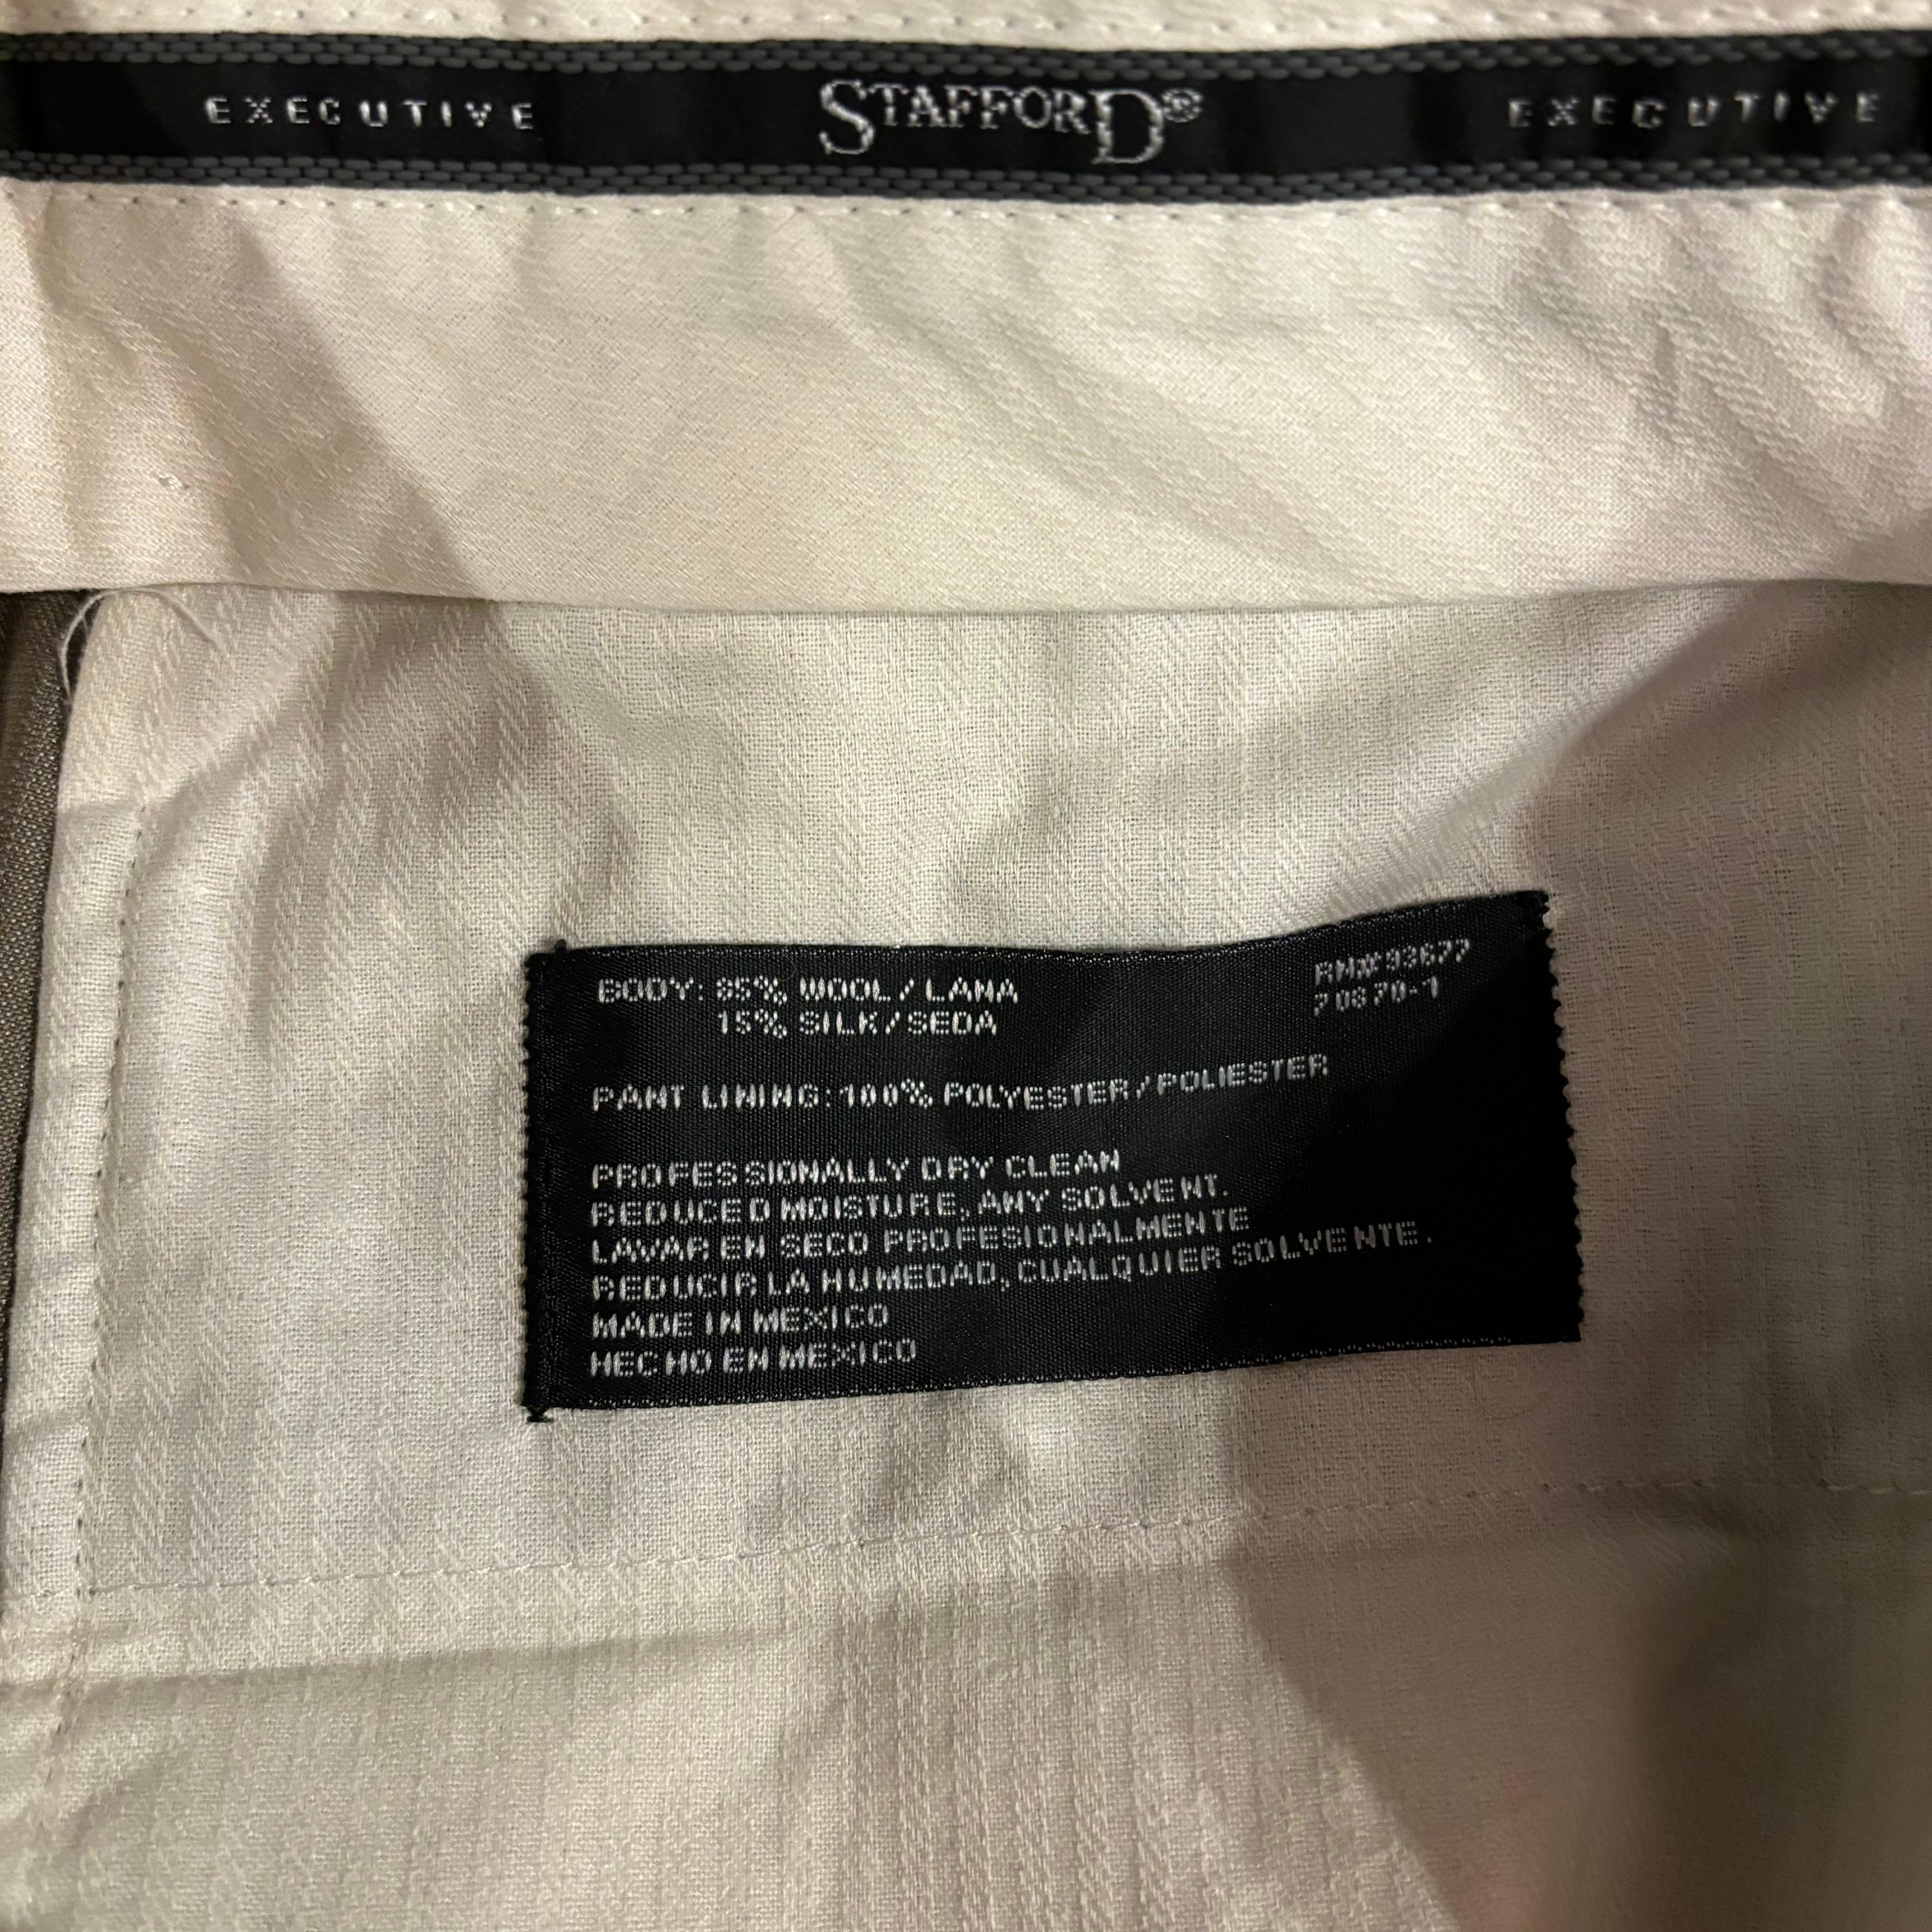 EXECUTIVE STAFFORD® EXECUTIVE
BODY: 85% WOOL/LANA
15% SILK/SEDA
RN# 93677
70870-1
PANT LINING: 100% POLYESTER/POLIESTER
PROFESSIONALLY DRY CLEAN
REDUCED MOISTURE, ANY SOLVENT.
LAVAR EN SECO PROFESIONALMENTE
REDUCIR LA HUMEDAD, CUALQUIER SOLVENTE.
MADE IN MEXICO
HECHO EN MEXICO